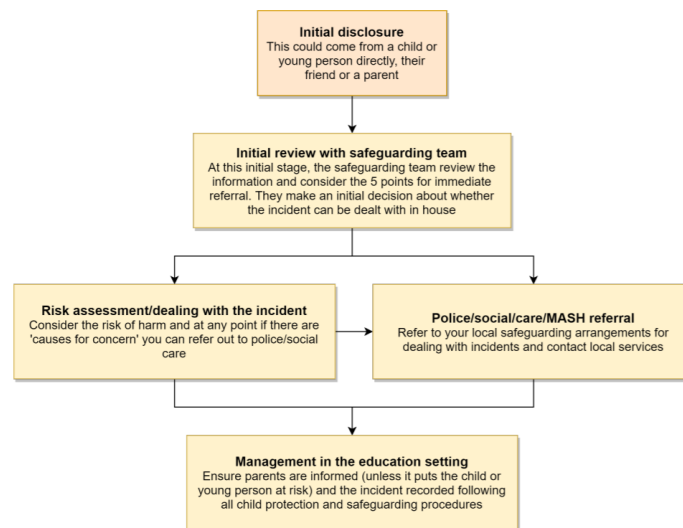 Initial disclosure
This could come from a child or
young person directly, their
friend or a parent
Initial review with safeguarding team
At this initial stage, the safeguarding team review the
information and consider the 5 points for immediate
referral. They make an initial decision about whether
the incident can be dealt with in house
Risk assessment/dealing with the incident
Consider the risk of harm and at any point if there are
'causes for concern' you can refer out to police/social
care
Police/social/care/MASH referral
Refer to your local safeguarding arrangements for
dealing with incidents and contact local services
Management in the education setting
Ensure parents are informed (unless it puts the child or
young person at risk) and the incident recorded following
all child protection and safeguarding procedures